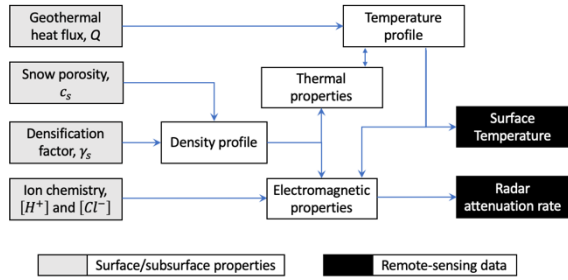 Geothermal
heat flux, Q
Temperature
profile
Snow porosity,
cₛ
Thermal
properties
Densification
factor, γₛ
Density profile
Surface
Temperature
Ion chemistry,
[H⁺] and [Cl⁻]
Electromagnetic
properties
Radar
attenuation rate
Surface/subsurface properties
Remote-sensing data